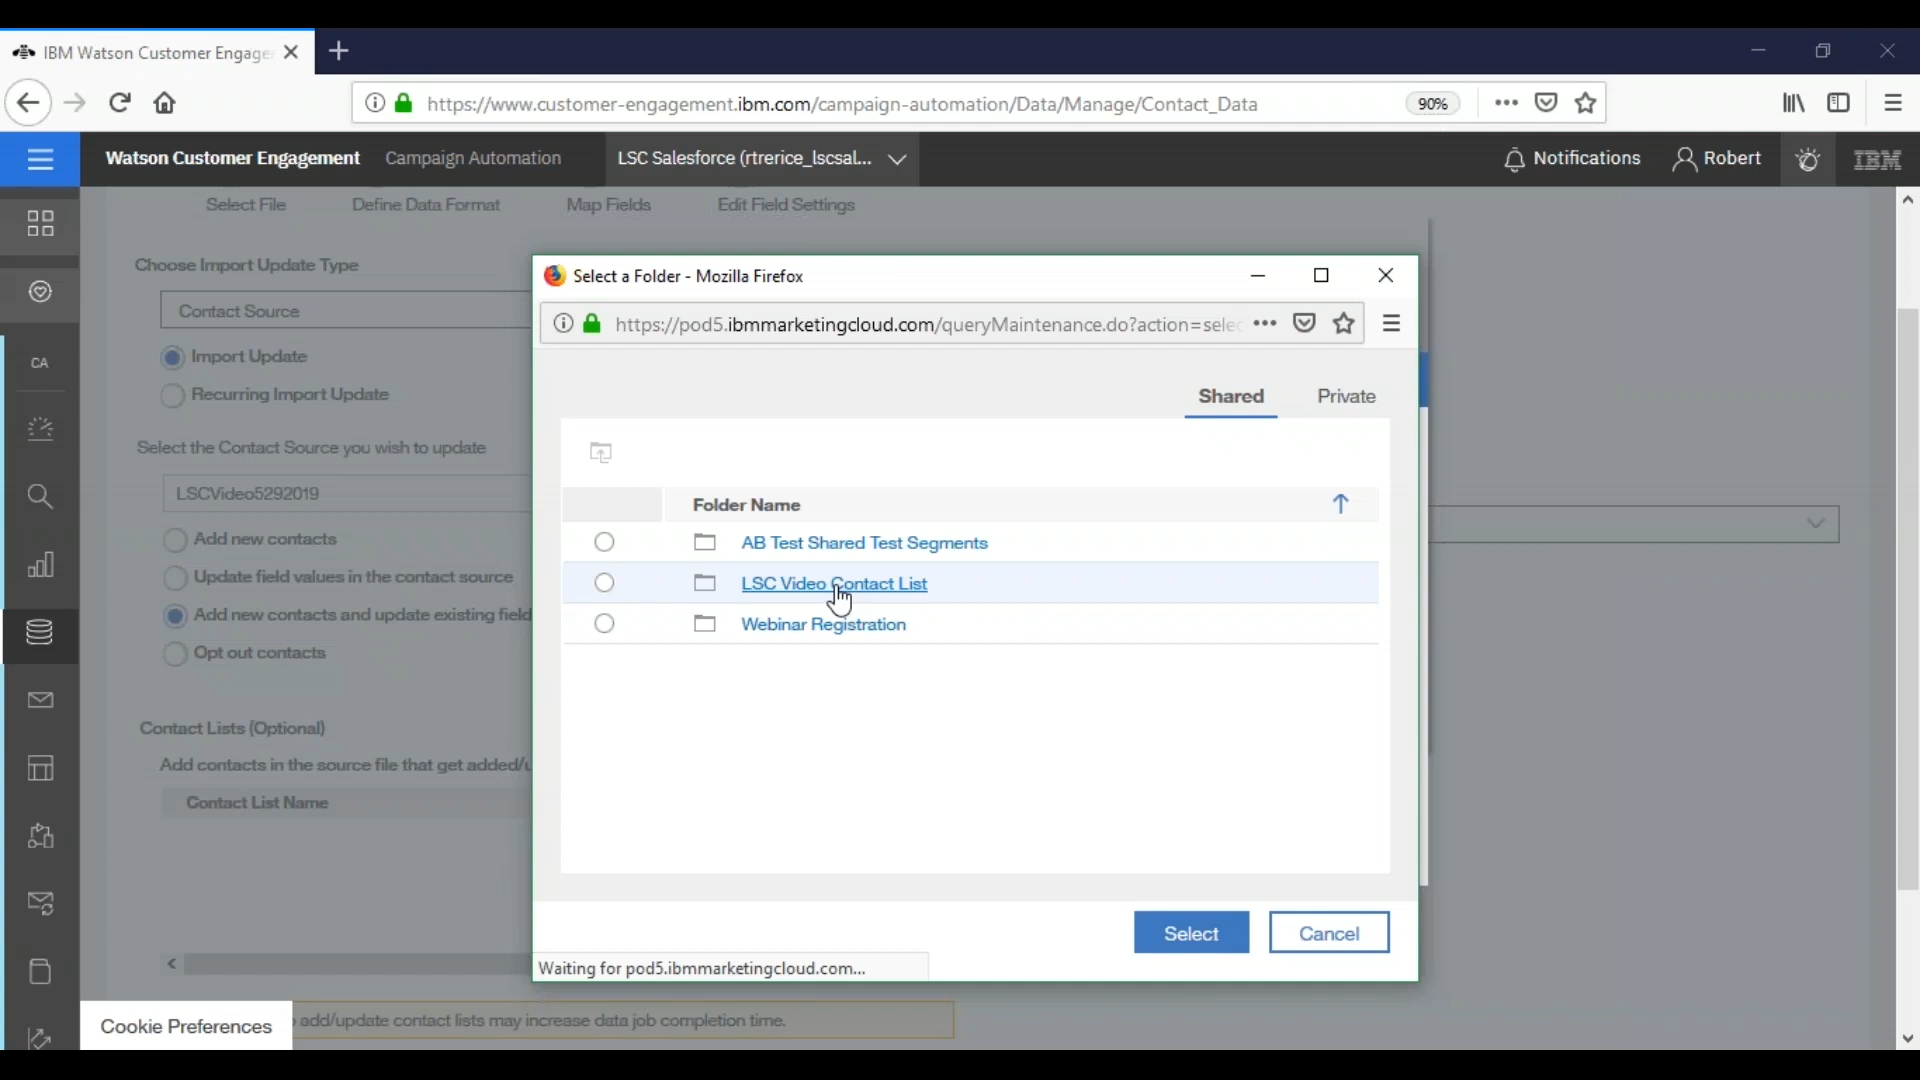 IBM Watson Customer Engage
https://www.customer-engagement.ibm.com/campaign-automation/Data/Manage/Contact_Data
90%
Watson Customer Engagement
Campaign Automation
LSC Salesforce (rtrerice_lscsal...
Notifications
Robert
IBM
Select File
Define Data Format
Map Fields
Edit Field Settings
Choose Import Update Type
Contact Source
Import Update
Recurring Import Update
Select the Contact Source you wish to update
LSCVideo5292019
Add new contacts
Update field values in the contact source
Add new contacts and update existing field
Opt out contacts
Contact Lists (Optional)
Add contacts in the source file that get added/u
Contact List Name
CA
Select a Folder - Mozilla Firefox
https://pod5.ibmmarketingcloud.com/queryMaintenance.do?action=selec
Shared
Private
Folder Name
AB Test Shared Test Segments
LSC Video Contact List
Webinar Registration
Select
Cancel
Waiting for pod5.ibmmarketingcloud.com...
Cookie Preferences
add/update contact lists may increase data job completion time.